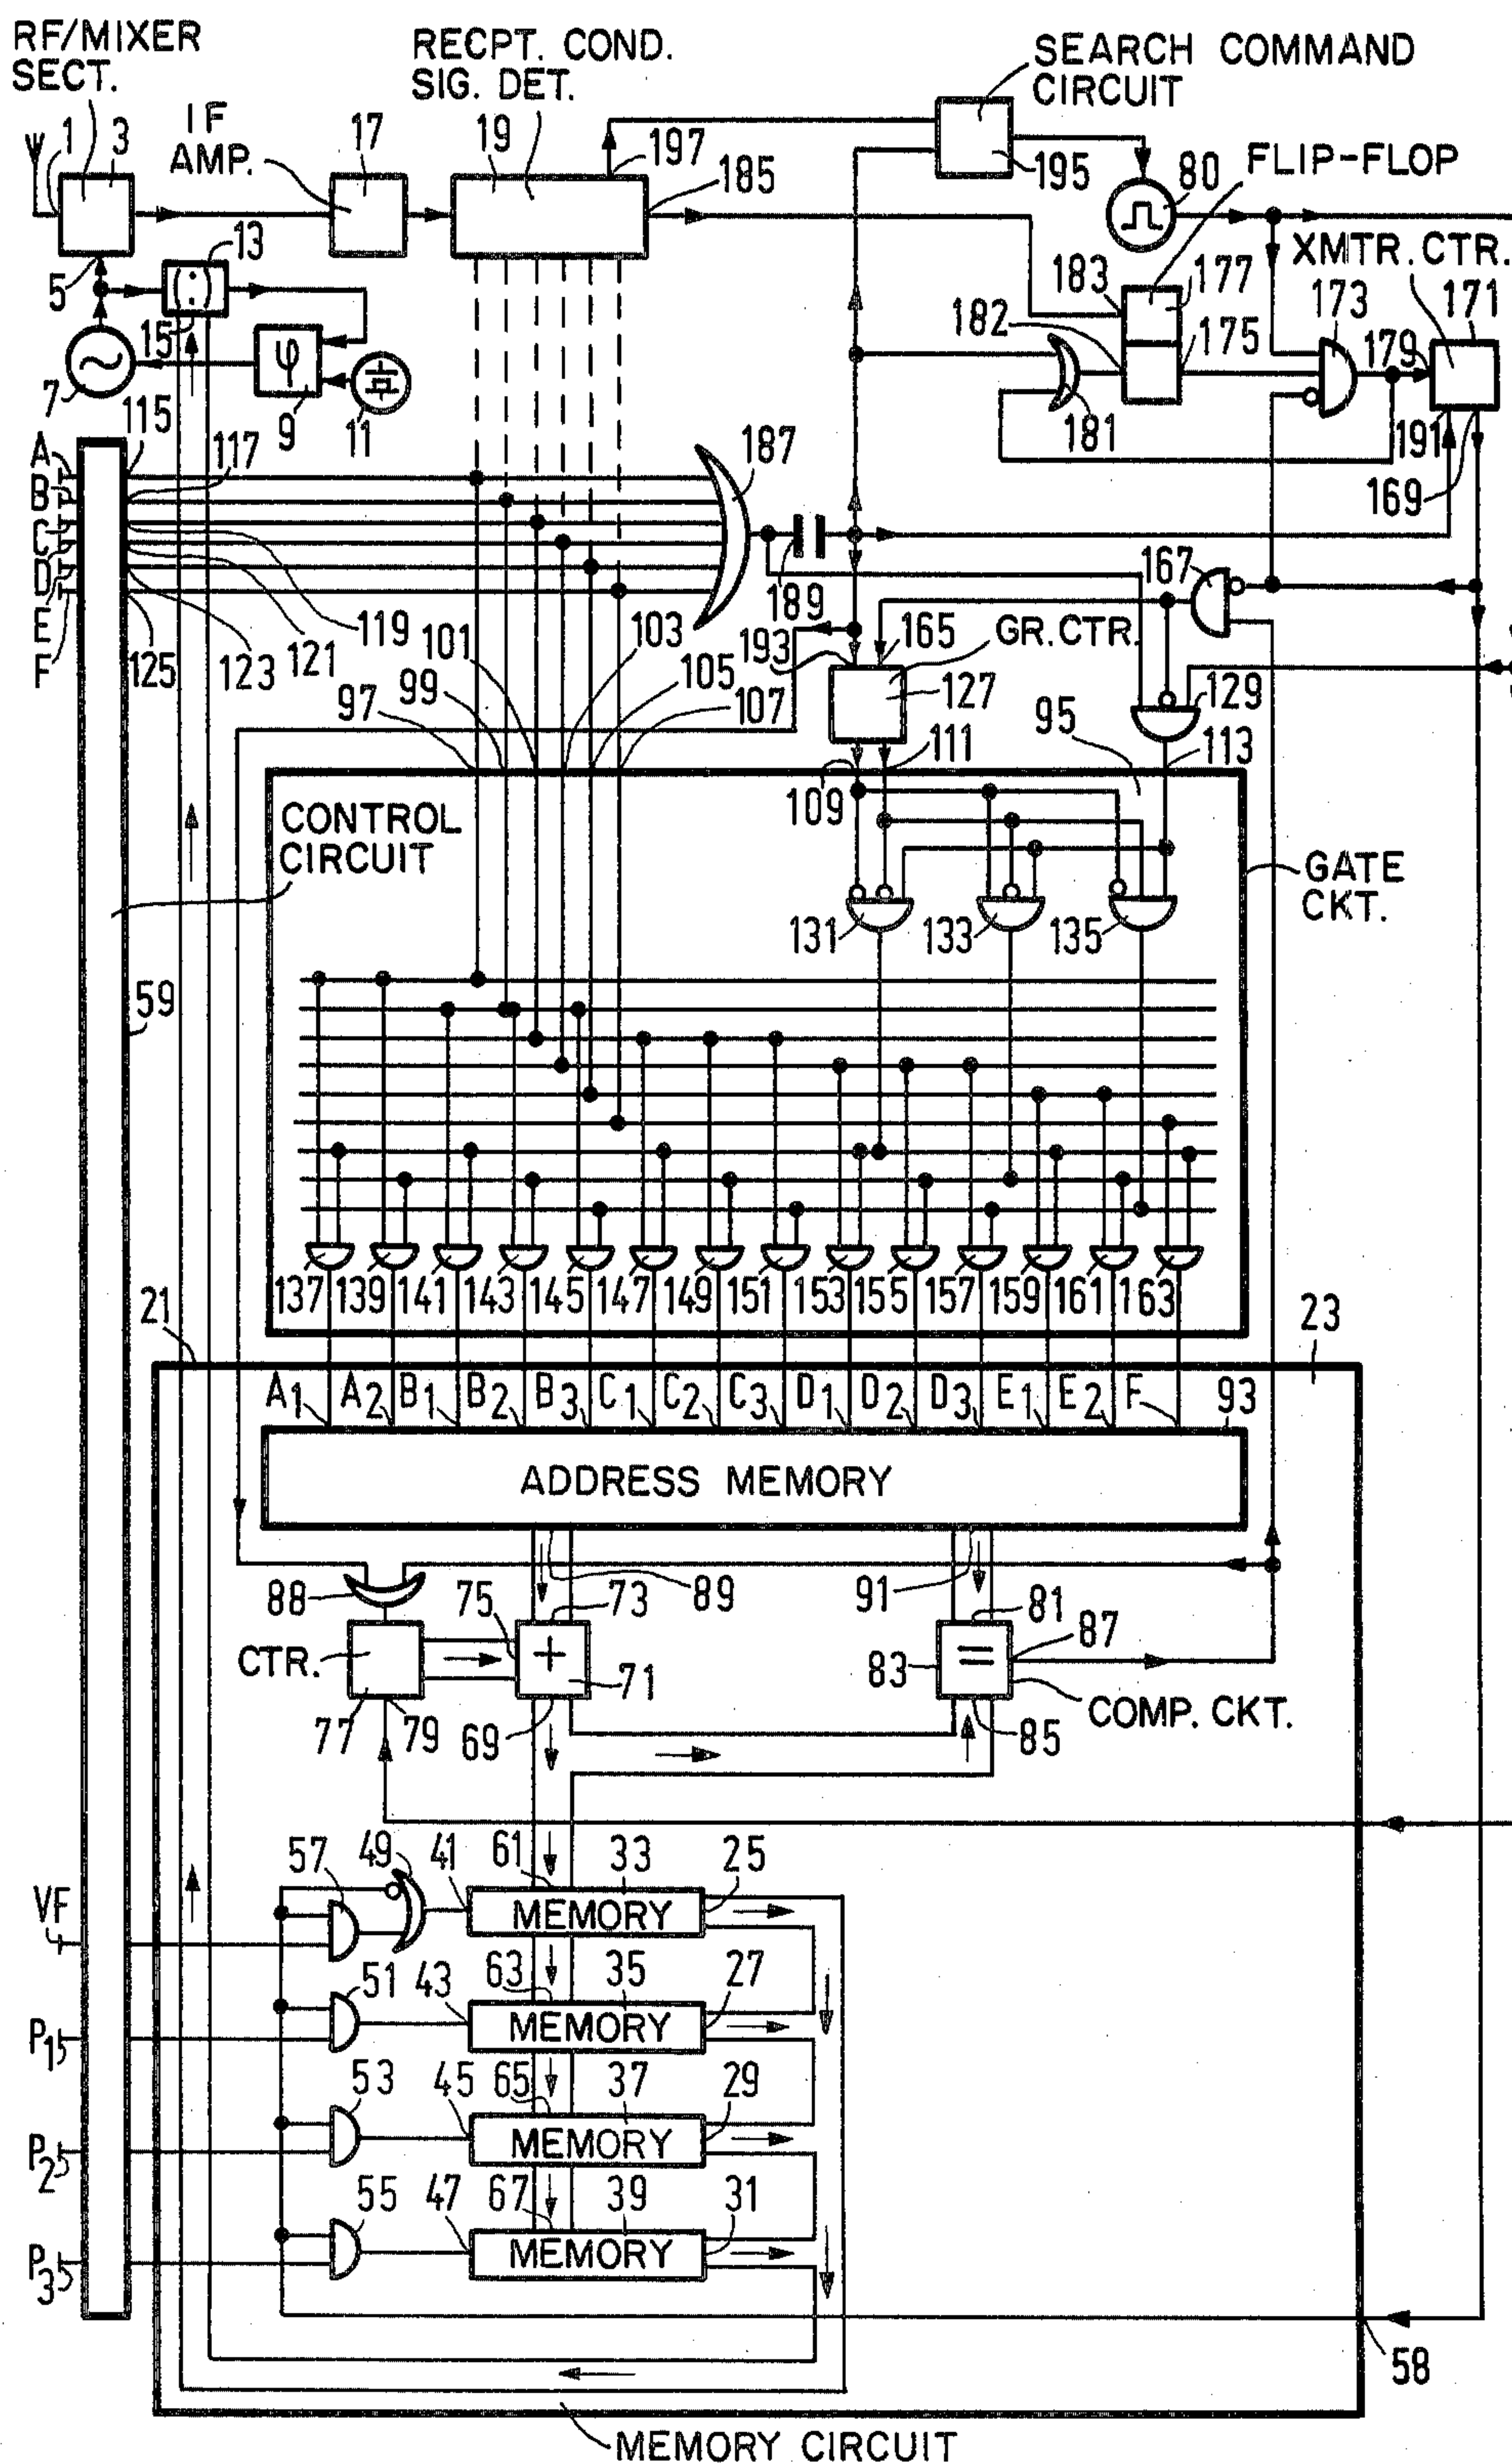 RF/MIXER
SECT.
RECPT. COND.
SIG. DET.
SEARCH COMMAND
CIRCUIT
IF
AMP.
1
3
17
19
197
185
195
80
FLIP-FLOP
5
13
15
7
9
φ
11
183
177
182
175
181
XMTR. CTR.
173
179
171
191
169
A
B
C
D
E
F
115
117
119
121
123
125
187
189
167
193
165
GR. CTR.
127
129
97
99
101
103
105
107
109
111
95
113
CONTROL
CIRCUIT
GATE
CKT.
131
133
135
59
137
139
141
143
145
147
149
151
153
155
157
159
161
163
21
23
A1
A2
B1
B2
B3
C1
C2
C3
D1
D2
D3
E1
E2
F
93
ADDRESS MEMORY
88
75
73
89
91
81
87
CTR.
+
71
83
=
77
79
69
85
COMP. CKT.
VF
57
49
41
61
33
25
MEMORY
P1
51
43
63
35
27
MEMORY
P2
53
45
65
37
29
MEMORY
P3
55
47
67
39
31
MEMORY
58
MEMORY CIRCUIT